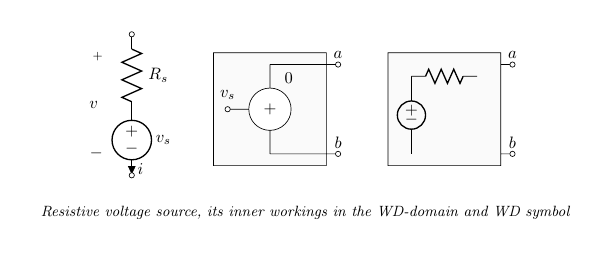 +
R_s
v
+
−
v_s
−
i
a
0
v_s
+
b
a
+
−
b
Resistive voltage source, its inner workings in the WD-domain and WD symbol